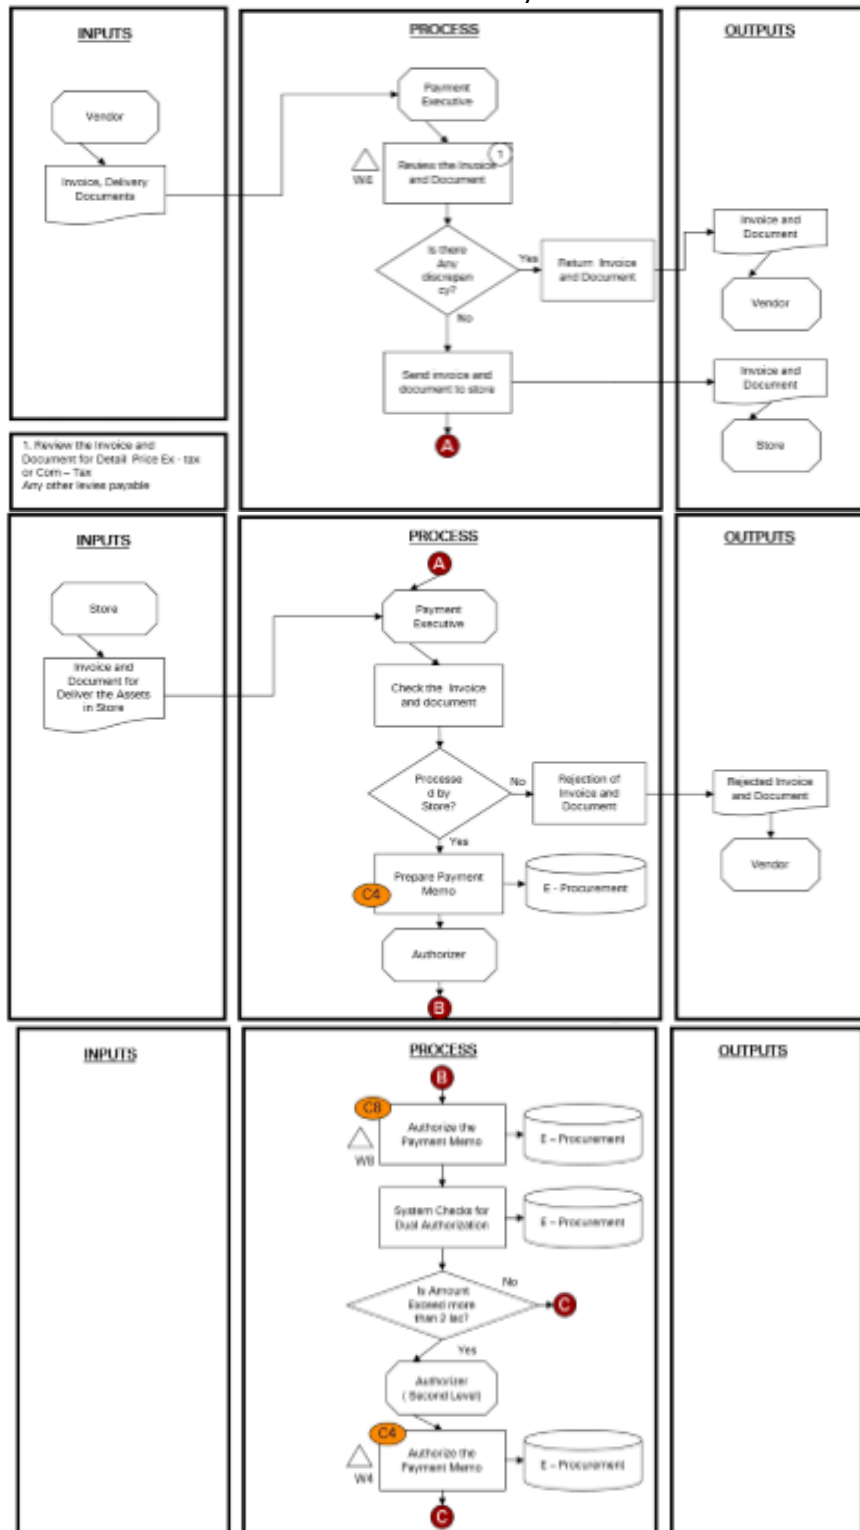 INPUTS
PROCESS
OUTPUTS
Vendor
Invoice, Delivery
Documents
Payment
Executive
1
Review the Invoice
and Document
Is there
Any
discrepan
cy?
Yes
Return Invoice
and Document
No
Send invoice and
document to store
A
Invoice and
Document
Vendor
Invoice and
Document
Store
1. Review the Invoice and
Document for Detail Price Ex - tax
or Com – Tax
Any other levies payable
INPUTS
PROCESS
OUTPUTS
A
Store
Invoice and
Document for
Deliver the Assets
in Store
Payment
Executive
Check the Invoice
and document
Processe
d by
Store?
No
Rejection of
Invoice and
Document
Rejected Invoice
and Document
Vendor
Yes
Prepare Payment
Memo
C4
E - Procurement
Authorizer
B
INPUTS
PROCESS
OUTPUTS
B
C8
Authorize the
Payment Memo
W8
E – Procurement
System Checks for
Dual Authorization
E – Procurement
Is Amount
Exceed more
than 2 lac?
No
C
Yes
Authorizer
( Second Level)
C4
Authorize the
Payment Memo
W4
E – Procurement
C